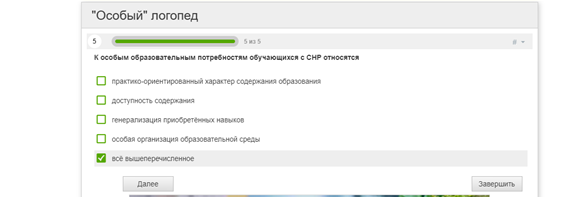 "Особый" логопед
5
5 из 5
#
К особым образовательным потребностям обучающихся с СНР относятся
практико-ориентированный характер содержания образования
доступность содержания
генерализация приобретённых навыков
особая организация образовательной среды
всё вышеперечисленное
Далее
Завершить